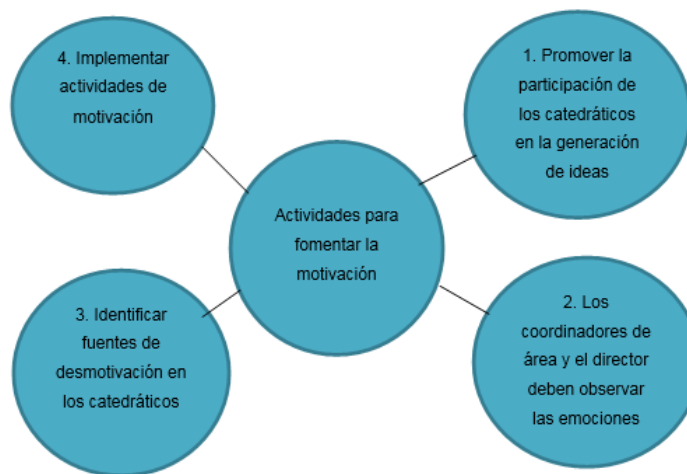 Actividades para
fomentar la
motivación
1. Promover la
participación de
los catedráticos
en la generación
de ideas
2. Los
coordinadores de
área y el director
deben observar
las emociones
3. Identificar
fuentes de
desmotivación en
los catedráticos
4. Implementar
actividades de
motivación